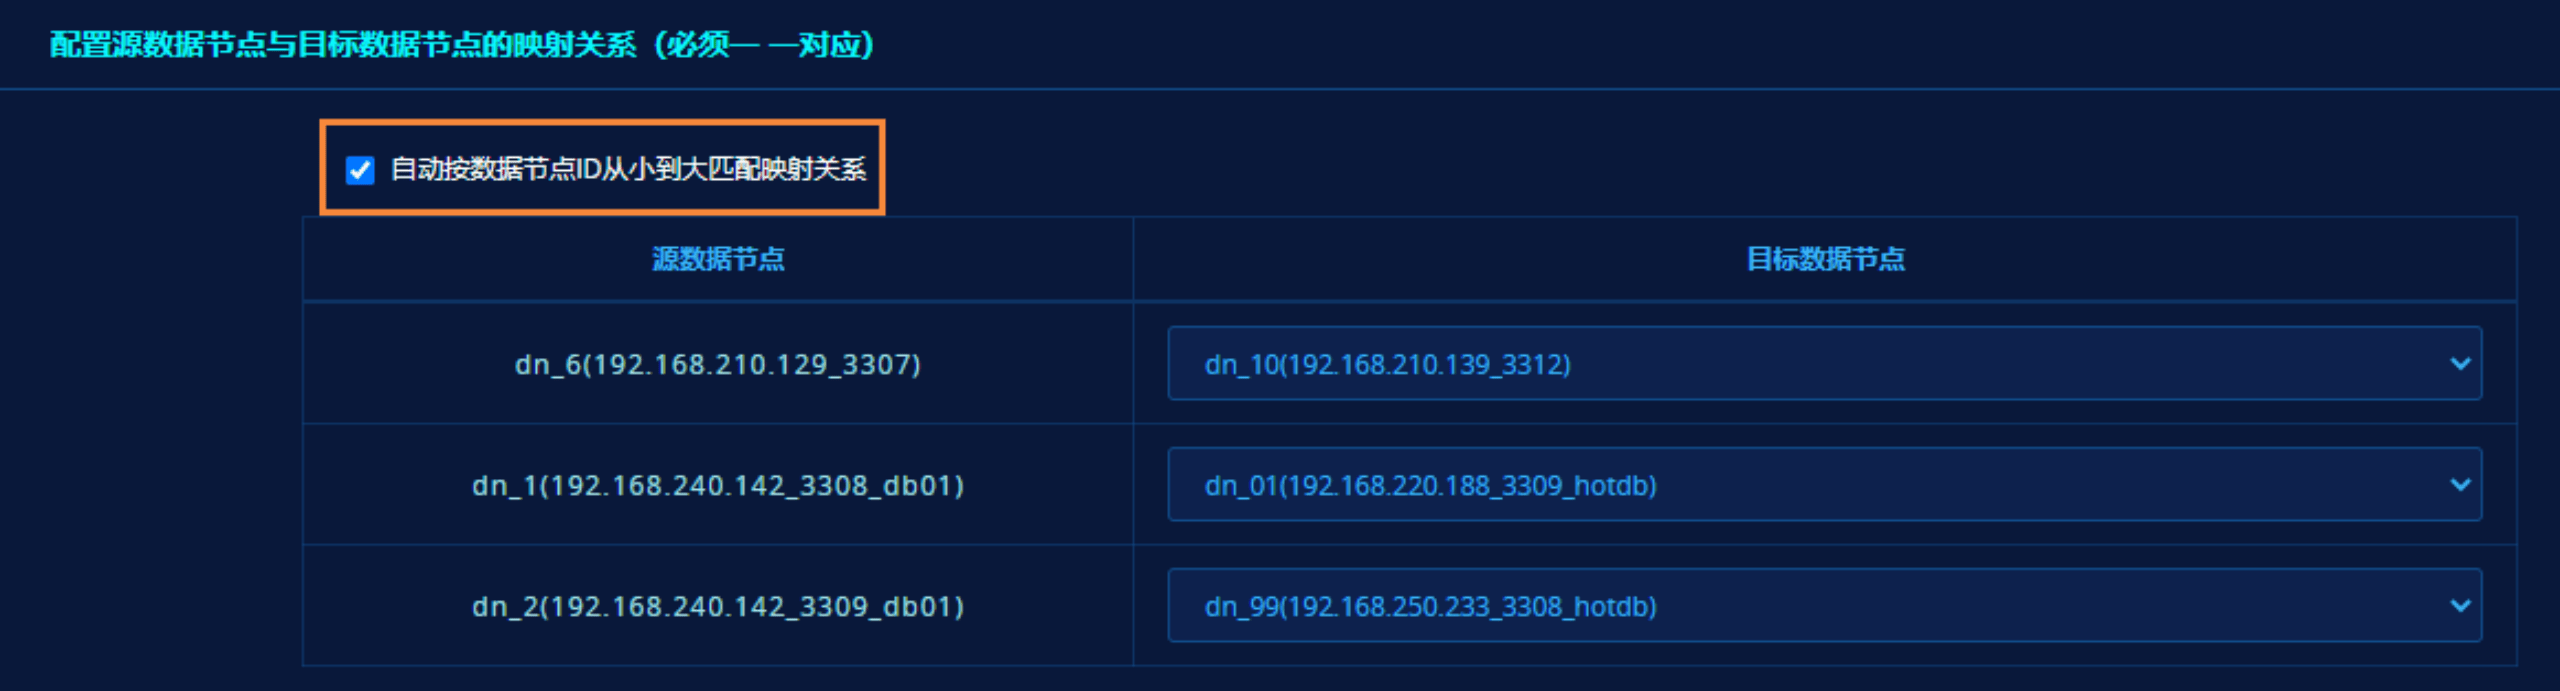 配置源数据节点与目标数据节点的映射关系（必须一 一对应）
自动按数据节点ID从小到大匹配映射关系
源数据节点 目标数据节点
dn_6(192.168.210.129_3307) dn_10(192.168.210.139_3312)
dn_1(192.168.240.142_3308_db01) dn_01(192.168.220.188_3309_hotdb)
dn_2(192.168.240.142_3309_db01) dn_99(192.168.250.233_3308_hotdb)